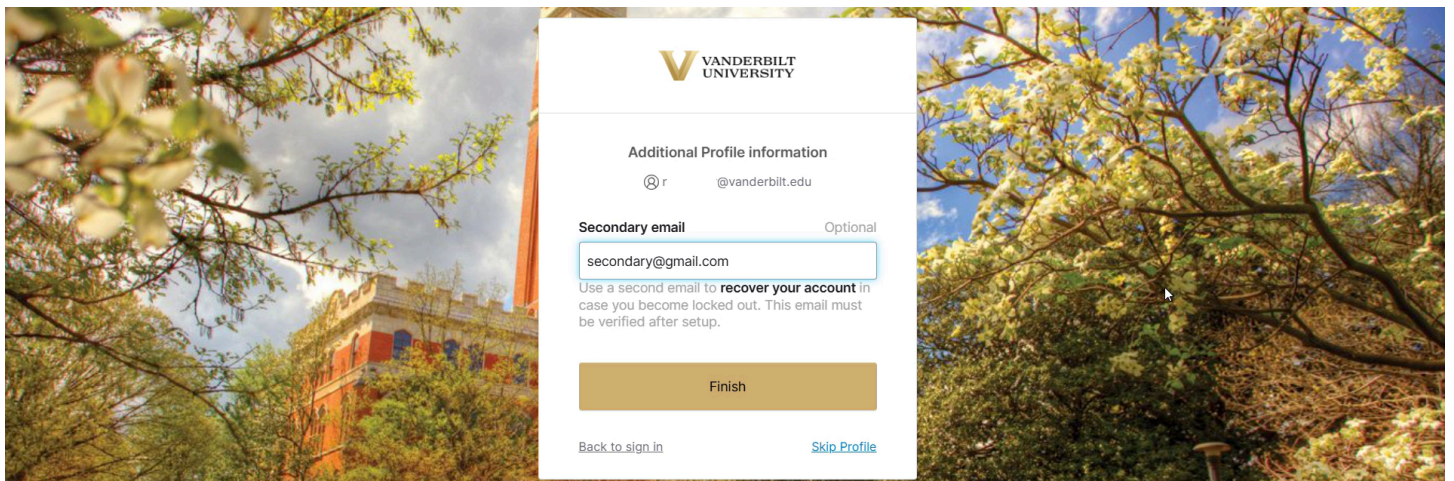 VANDERBILT
UNIVERSITY
Additional Profile information
r @vanderbilt.edu
Secondary email Optional
secondary@gmail.com
Use a second email to recover your account in
case you become locked out. This email must
be verified after setup.
Finish
Back to sign in Skip Profile